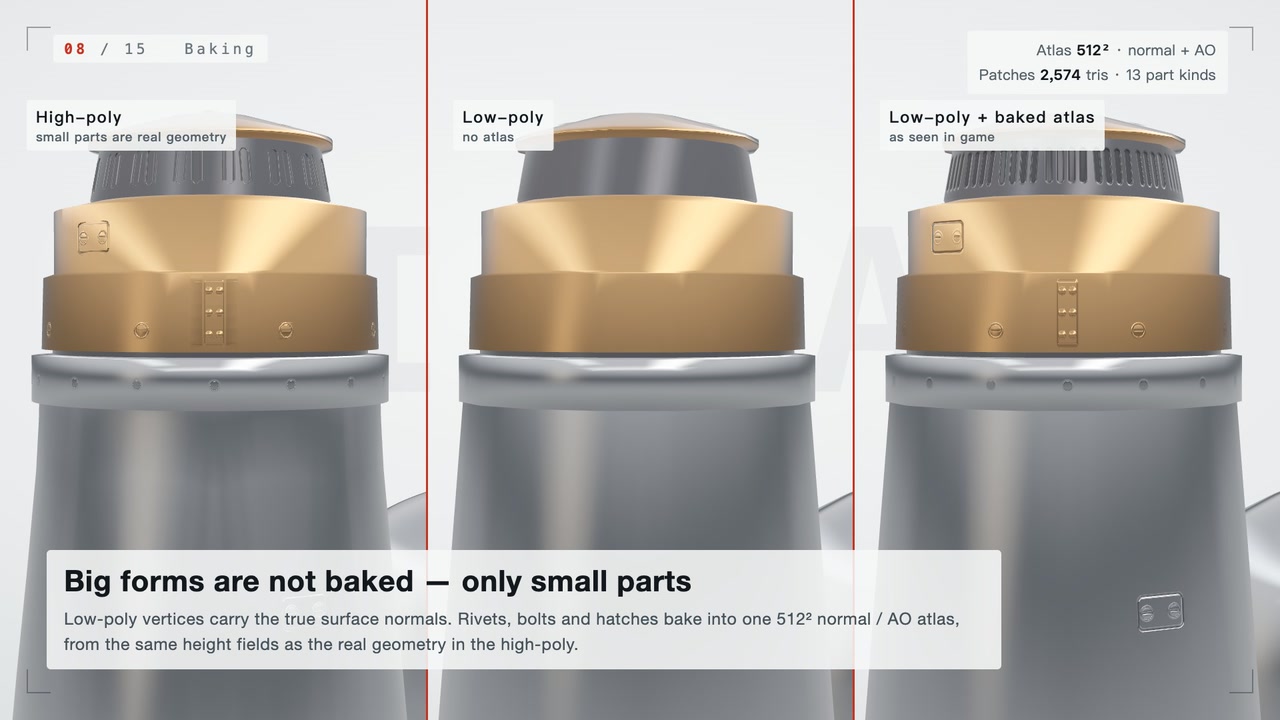 08 / 15 Baking
Atlas 512² · normal + AO
Patches 2,574 tris · 13 part kinds
High–poly
small parts are real geometry
Low–poly
no atlas
Low–poly + baked atlas
as seen in game
Big forms are not baked — only small parts
Low-poly vertices carry the true surface normals. Rivets, bolts and hatches bake into one 512² normal / AO atlas,
from the same height fields as the real geometry in the high-poly.